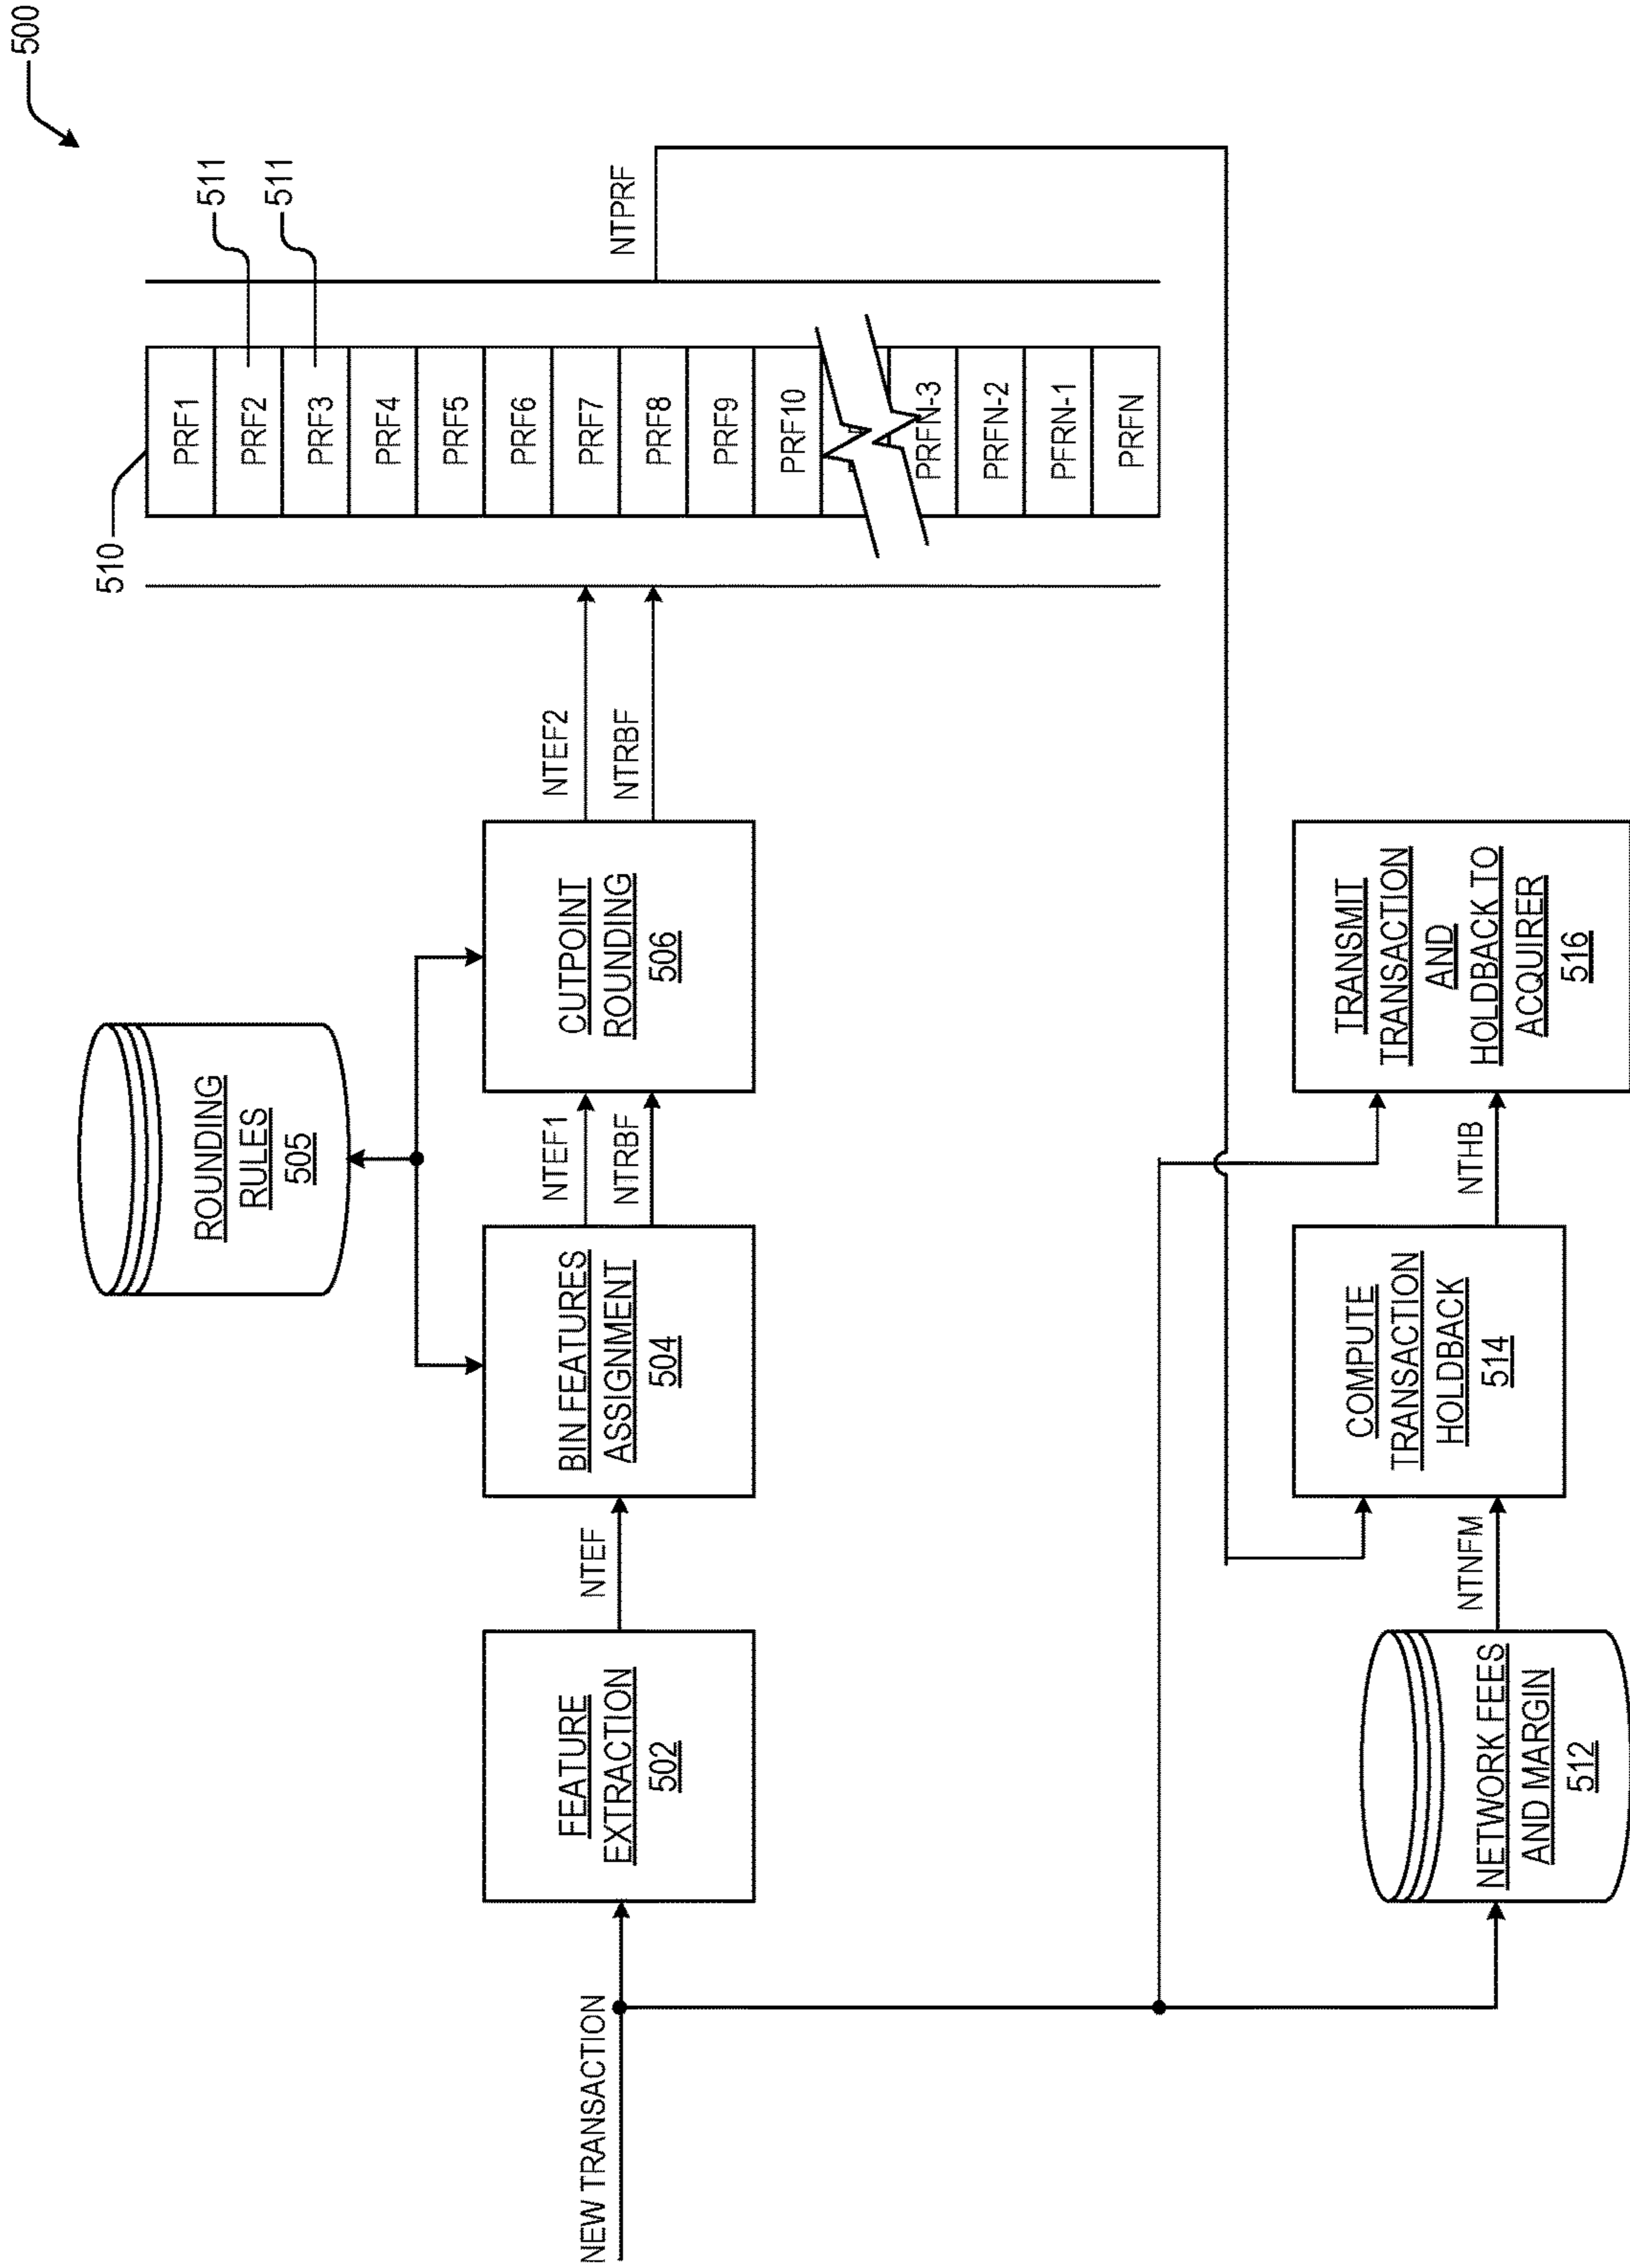 500
510
511
511
PRF1
PRF2
PRF3
PRF4
PRF5
PRF6
PRF7
PRF8
PRF9
PRF10
PRFN-3
PRFN-2
PFRN-1
PRFN
NTPRF
ROUNDING
RULES
505
NEW TRANSACTION
FEATURE
EXTRACTION
502
NTEF
BIN FEATURES
ASSIGNMENT
504
NTEF1
NTRBF
CUTPOINT
ROUNDING
506
NTEF2
NTRBF
NETWORK FEES
AND MARGIN
512
NTNFM
COMPUTE
TRANSACTION
HOLDBACK
514
NTHB
TRANSMIT
TRANSACTION
AND
HOLDBACK TO
ACQUIRER
516